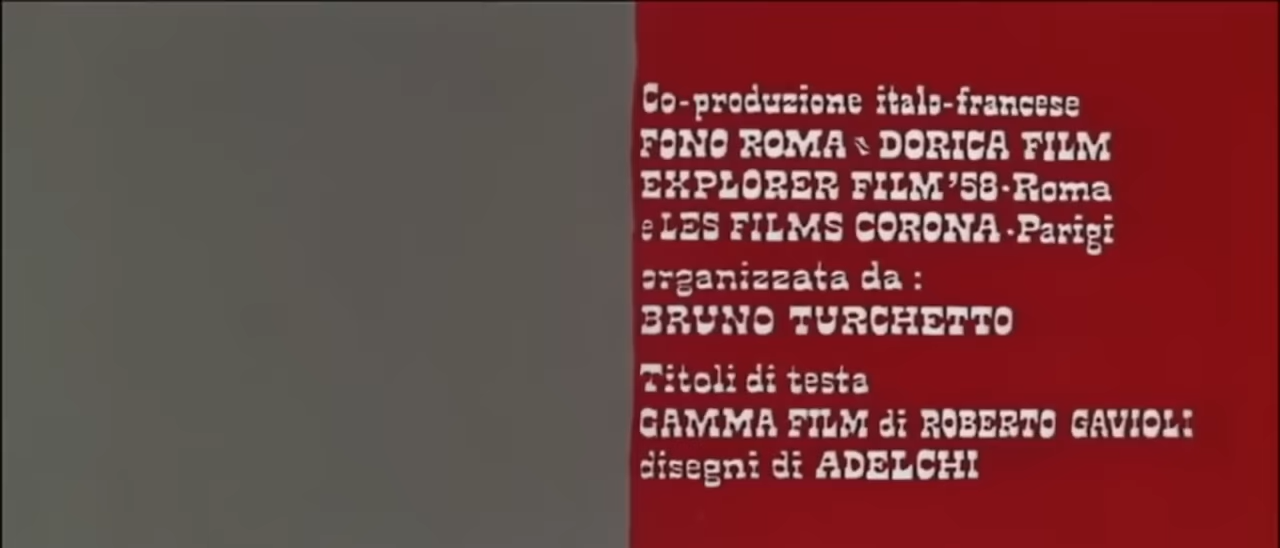 Co-produzione italo-francese
FONO ROMA - DORICA FILM
EXPLORER FILM '58 - Roma
e LES FILMS CORONA - Parigi
organizzata da :
BRUNO TURCHETTO
Titoli di testa
GAMMA FILM di ROBERTO GAVIOLI
disegni di ADELCHI